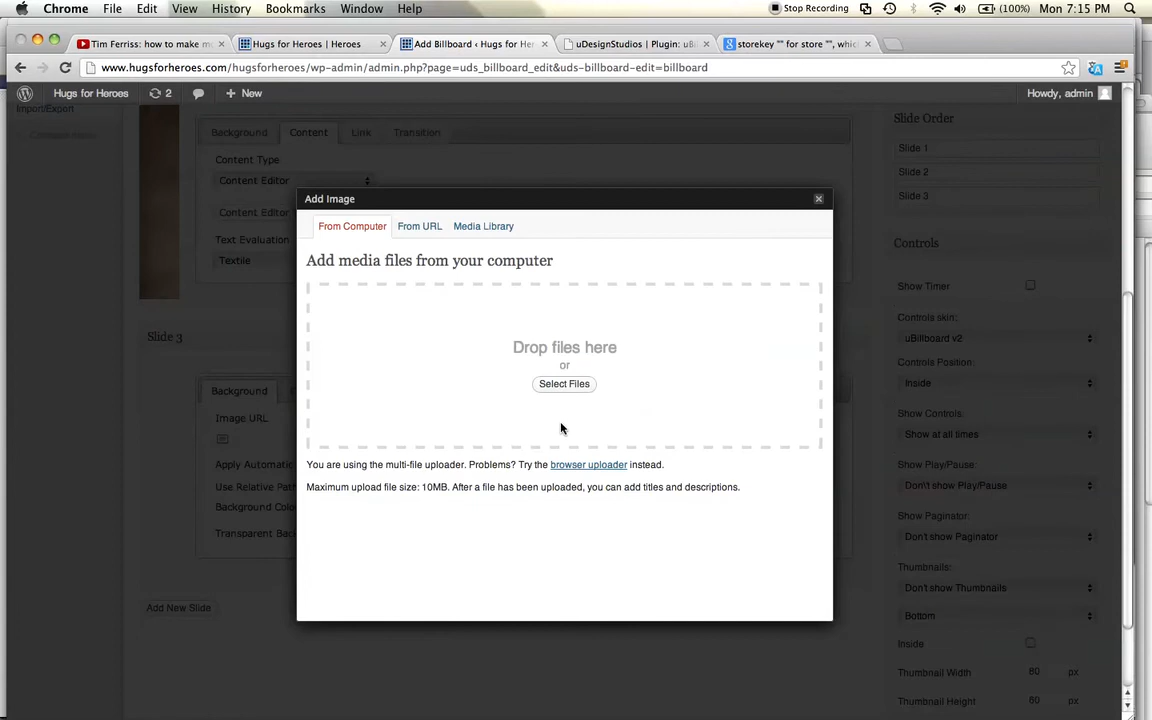 Chrome File Edit View History Bookmarks Window Help Stop Recording (100%) Mon 7:15 PM
Tim Ferriss: how to make m Hugs for Heroes | Heroes Add Billboard ‹ Hugs for He uDesignStudios | Plugin: uBi storekey "" for store "", whic
www.hugsforheroes.com/hugsforheroes/wp-admin/admin.php?page=uds_billboard_edit&uds-billboard-edit=billboard
Hugs for Heroes 2 + New Howdy, admin
Import/Export
Slide Order
Background Content Link Transition
Slide 1
Content Type
Content Editor
Slide 2
Slide 3
Add Image
Content Editor
From Computer From URL Media Library
Text Evaluation
Controls
Textile
Add media files from your computer
Show Timer
Controls skin:
Slide 3
uBillboard v2
Drop files here
or
Controls Position:
Select Files
Inside
Background
Image URL
Show Controls:
Show at all times
Apply Automatic
You are using the multi-file uploader. Problems? Try the browser uploader instead.
Show Play/Pause:
Use Relative Pat
Maximum upload file size: 10MB. After a file has been uploaded, you can add titles and descriptions.
Don\'t show Play/Pause
Background Colo
Show Paginator:
Transparent Back
Don't show Paginator
Thumbnails:
Don't show Thumbnails
Add New Slide
Bottom
Inside
Thumbnail Width 80 px
Thumbnail Height 60 px